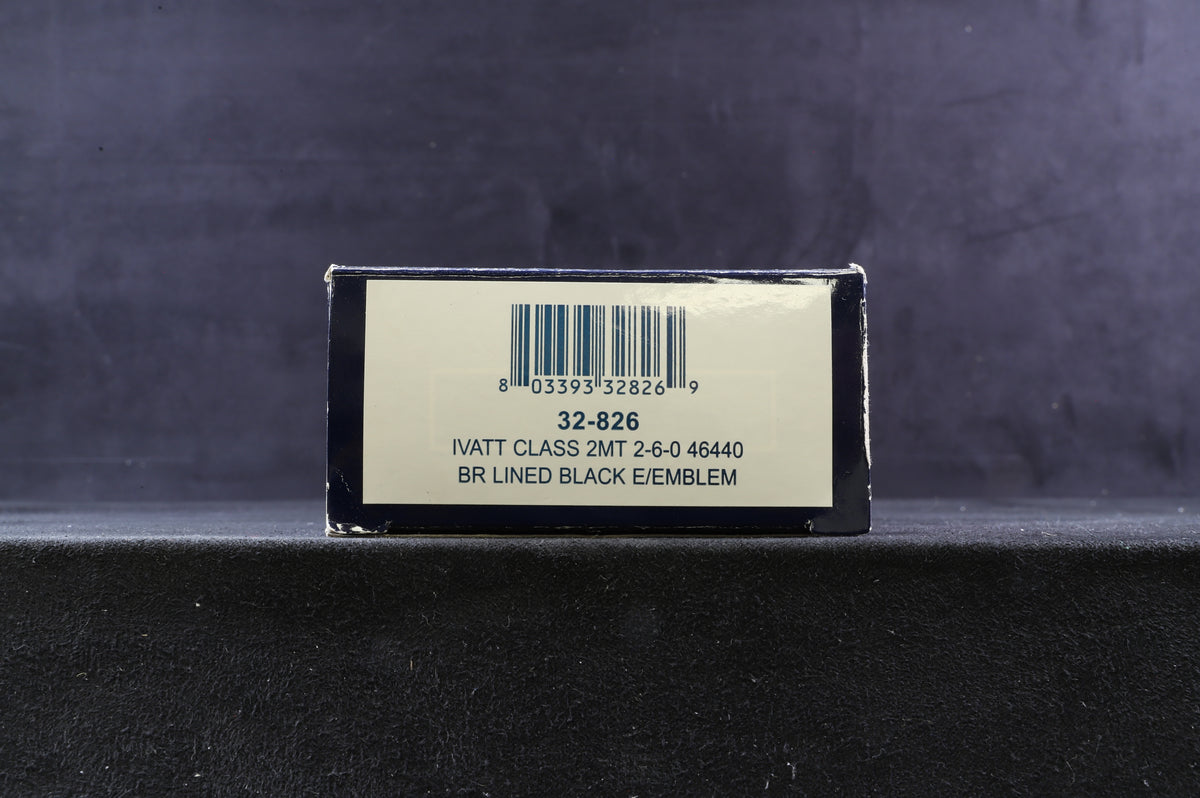 8 03393 32826 9
32-826
IVATT CLASS 2MT 2-6-0 46440
BR LINED BLACK E/EMBLEM